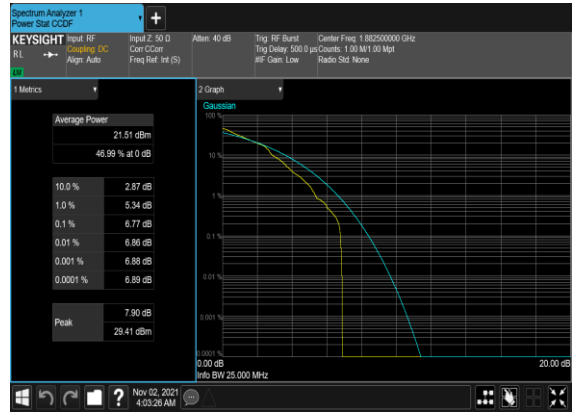 Spectrum Analyzer 1
Power Stat CCDF
+
KEYSIGHT Input: RF Input Z: 50 Ω Atten: 40 dB Trig: RF Burst Center Freq: 1.882500000 GHz
RL Coupling: DC Corr CCorr Trig Delay: 500.0 µs Counts: 1.00 M/1.00 Mpt
Align: Auto Freq Ref: Int (S) #IF Gain: Low Radio Std: None
1 Metrics
2 Graph
Average Power
21.51 dBm
46.99 % at 0 dB
10.0 % 2.87 dB
1.0 % 5.34 dB
0.1 % 6.77 dB
0.01 % 6.86 dB
0.001 % 6.88 dB
0.0001 % 6.89 dB
Peak
7.90 dB
29.41 dBm
Gaussian
100 %
10 %
1 %
0.1 %
0.01 %
0.001 %
0.0001 %
0.00 dB 20.00 dB
Info BW 25.000 MHz
? Nov 02, 2021
4:03:26 AM